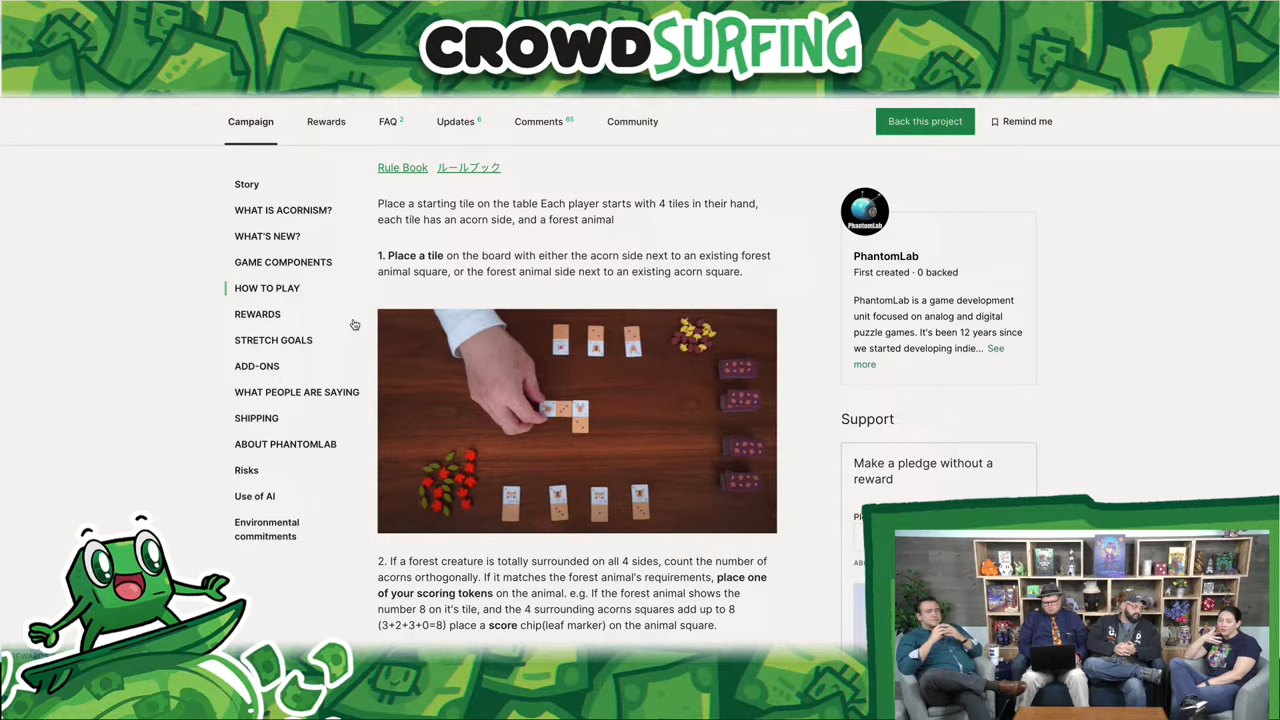 CROWDSURFING
Campaign Rewards FAQ 2 Updates 6 Comments 65 Community Back this project Remind me
Rule Book ルールブック
Story
WHAT IS ACORNISM?
WHAT'S NEW?
GAME COMPONENTS
HOW TO PLAY
REWARDS
STRETCH GOALS
ADD-ONS
WHAT PEOPLE ARE SAYING
SHIPPING
ABOUT PHANTOMLAB
Risks
Use of AI
Environmental
commitments
Place a starting tile on the table Each player starts with 4 tiles in their hand,
each tile has an acorn side, and a forest animal
1. Place a tile on the board with either the acorn side next to an existing forest
animal square, or the forest animal side next to an existing acorn square.
2. If a forest creature is totally surrounded on all 4 sides, count the number of
acorns orthogonally. If it matches the forest animal's requirements, place one
of your scoring tokens on the animal. e.g. If the forest animal shows the
number 8 on it's tile, and the 4 surrounding acorns squares add up to 8
(3+2+3+0=8) place a score chip(leaf marker) on the animal square.
PhantomLab
PhantomLab
First created · 0 backed
PhantomLab is a game development
unit focused on analog and digital
puzzle games. It's been 12 years since
we started developing indie... See
more
Support
Make a pledge without a
reward
REWARDS